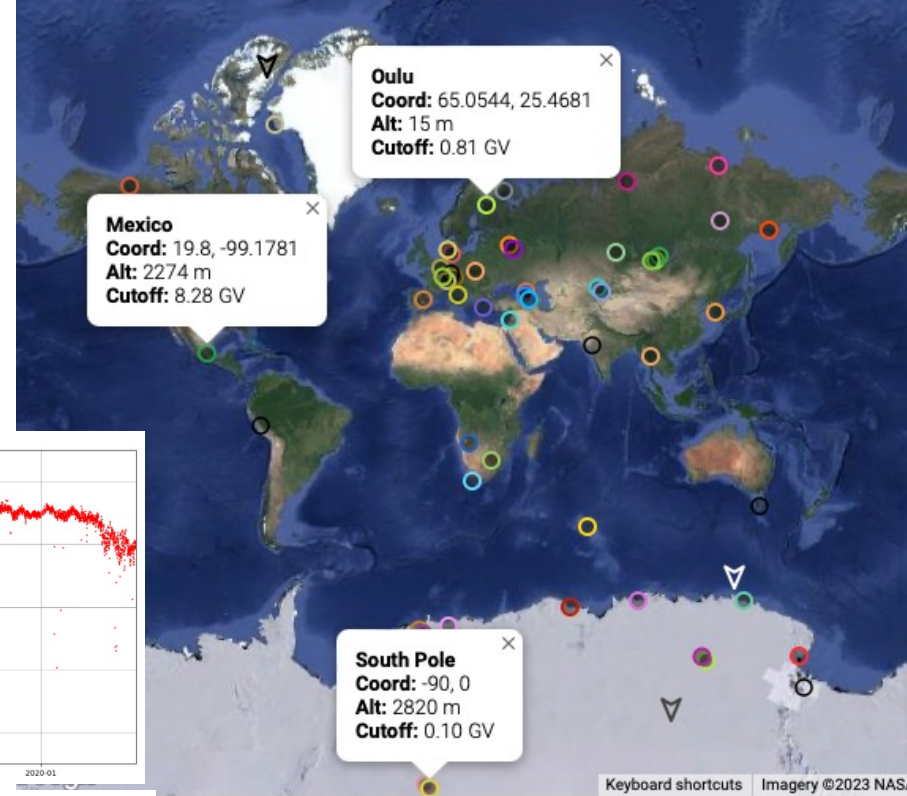 Oulu
Coord: 65.0544, 25.4681
Alt: 15 m
Cutoff: 0.81 GV
Mexico
Coord: 19.8, -99.1781
Alt: 2274 m
Cutoff: 8.28 GV
South Pole
Coord: -90, 0
Alt: 2820 m
Cutoff: 0.10 GV
2020-01
Keyboard shortcuts
Imagery ©2023 NAS